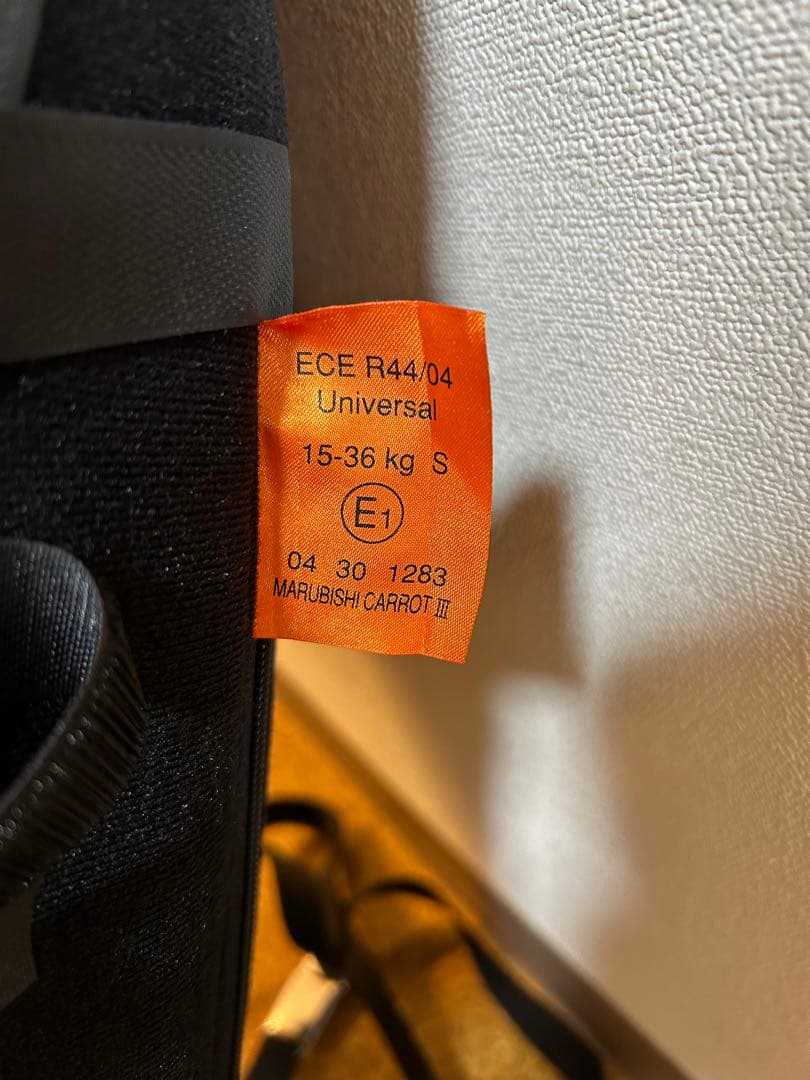 ECE R44/04
Universal
15-36 kg S
E1
04 30 1283
MARUBISHI CARROT III